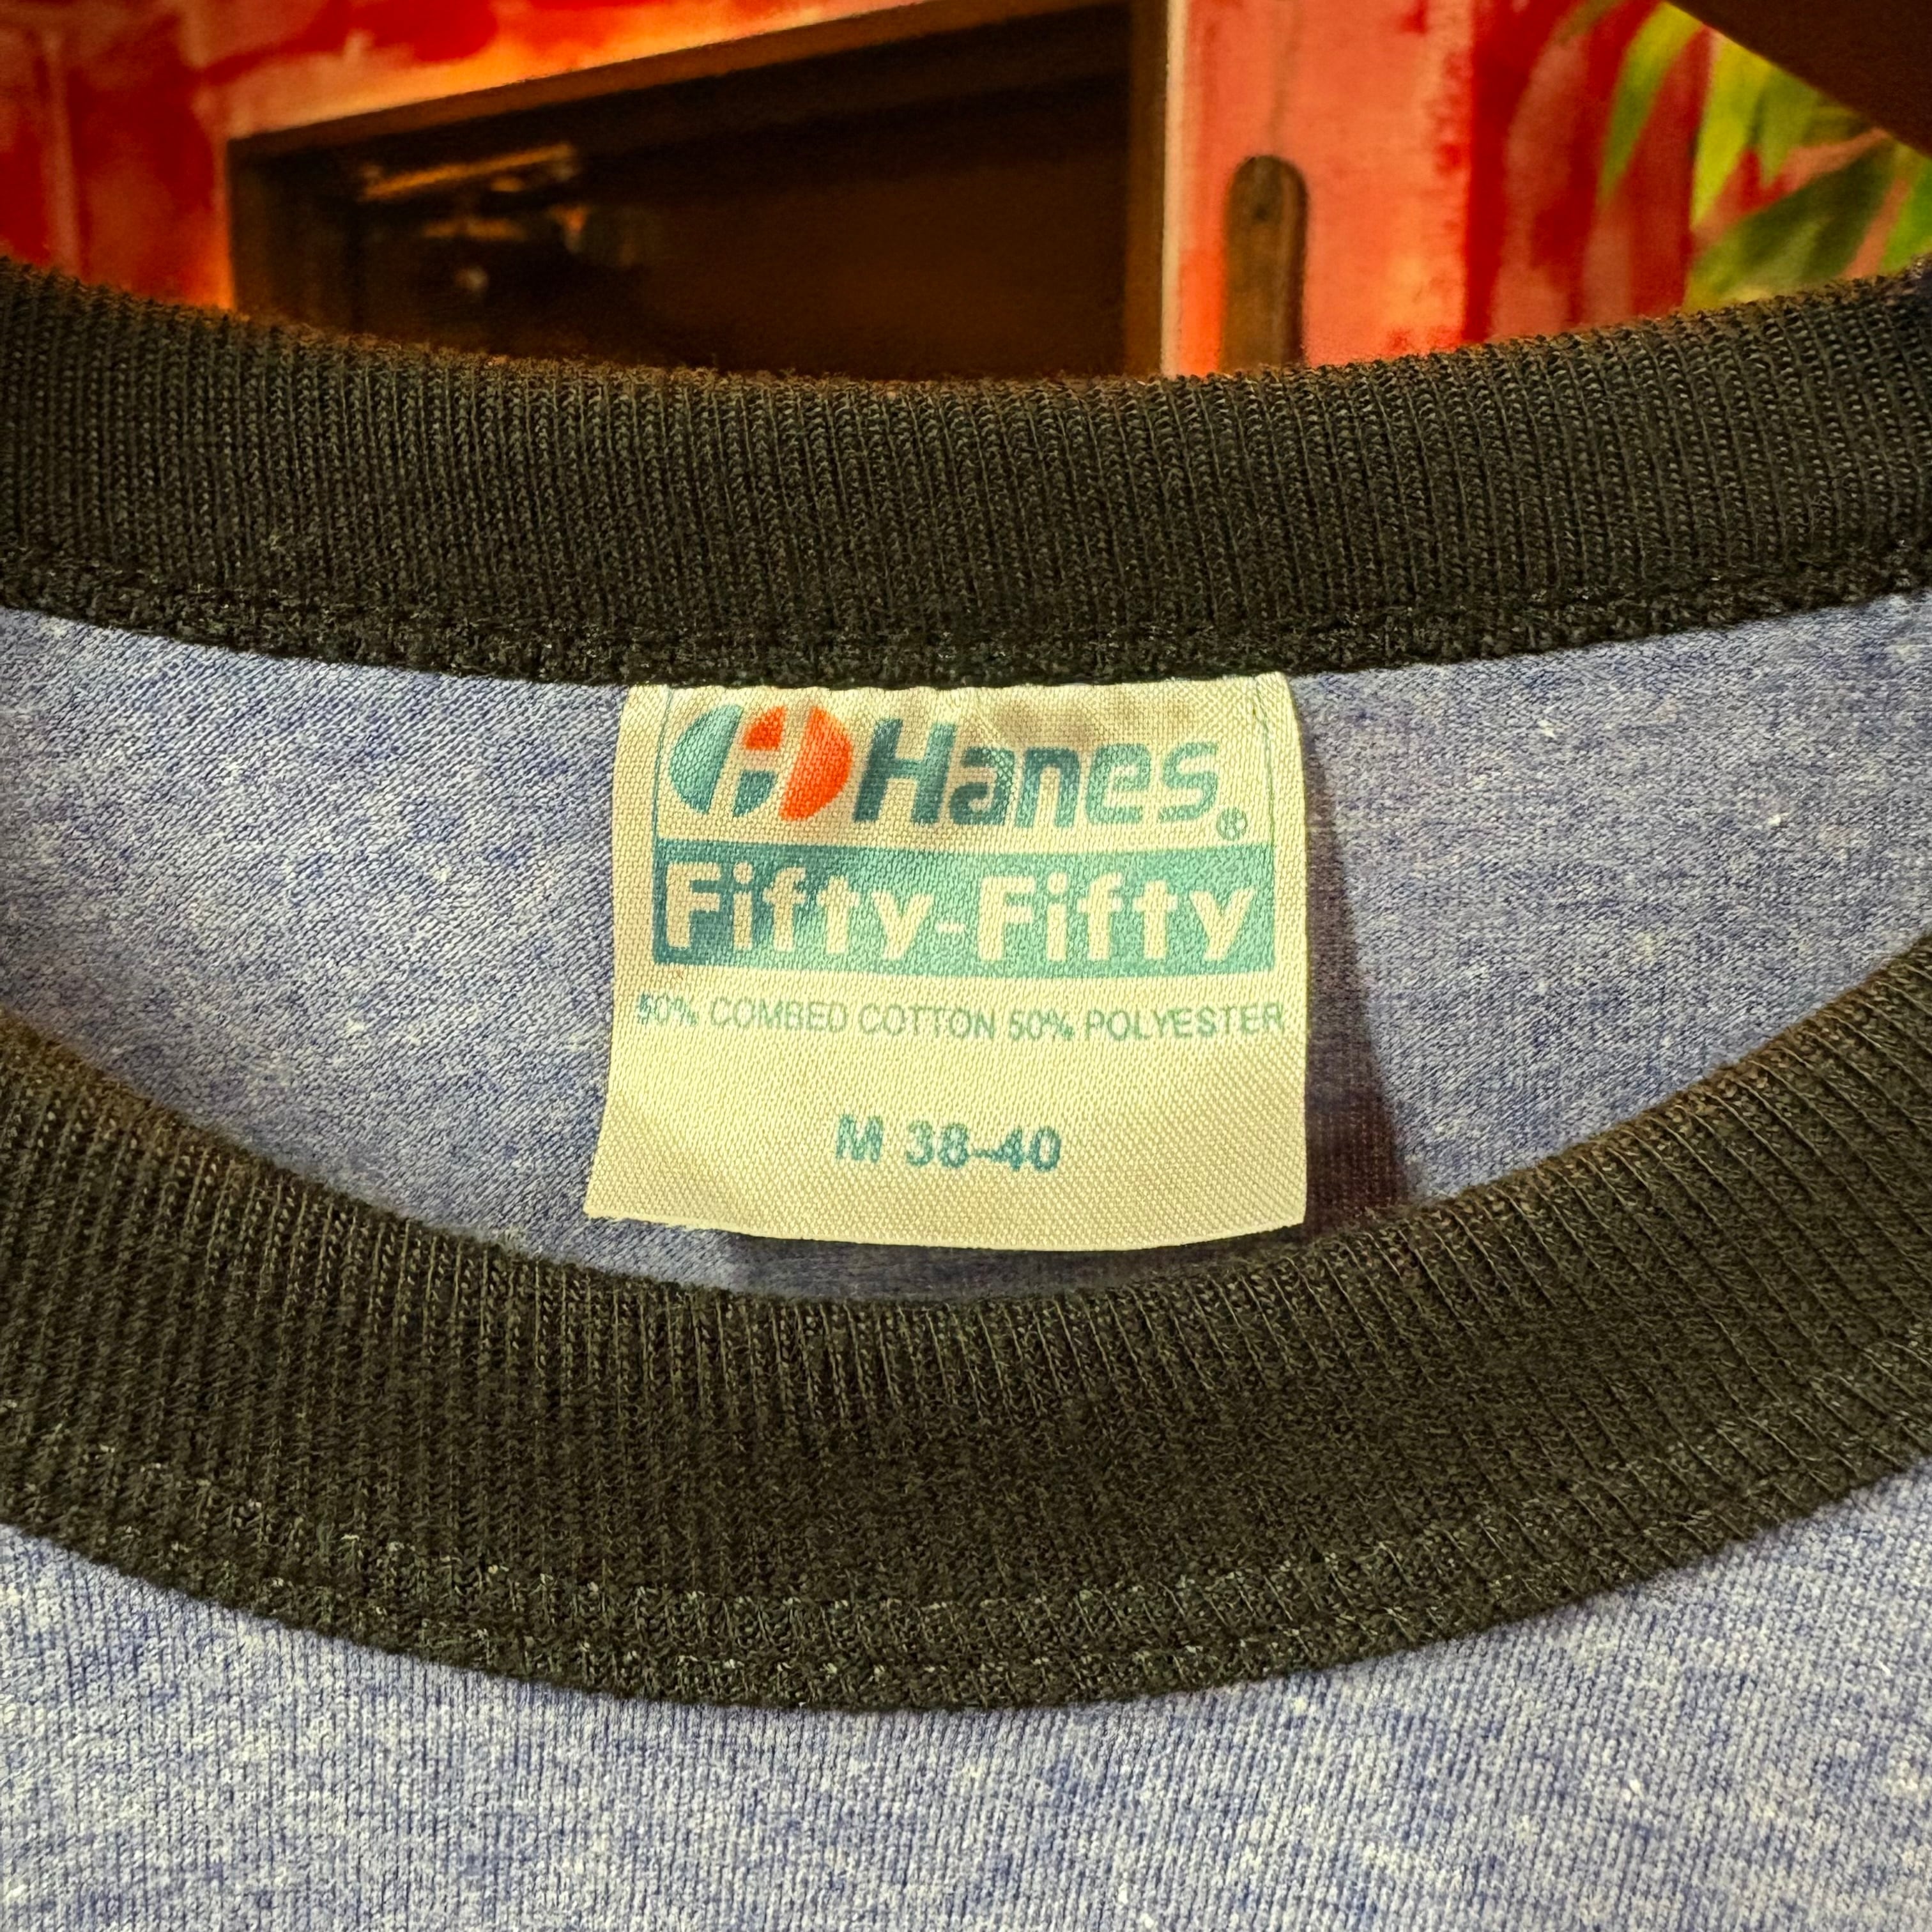 Hanes®
Fifty-Fifty
50% COMBED COTTON 50% POLYESTER
M 38-40